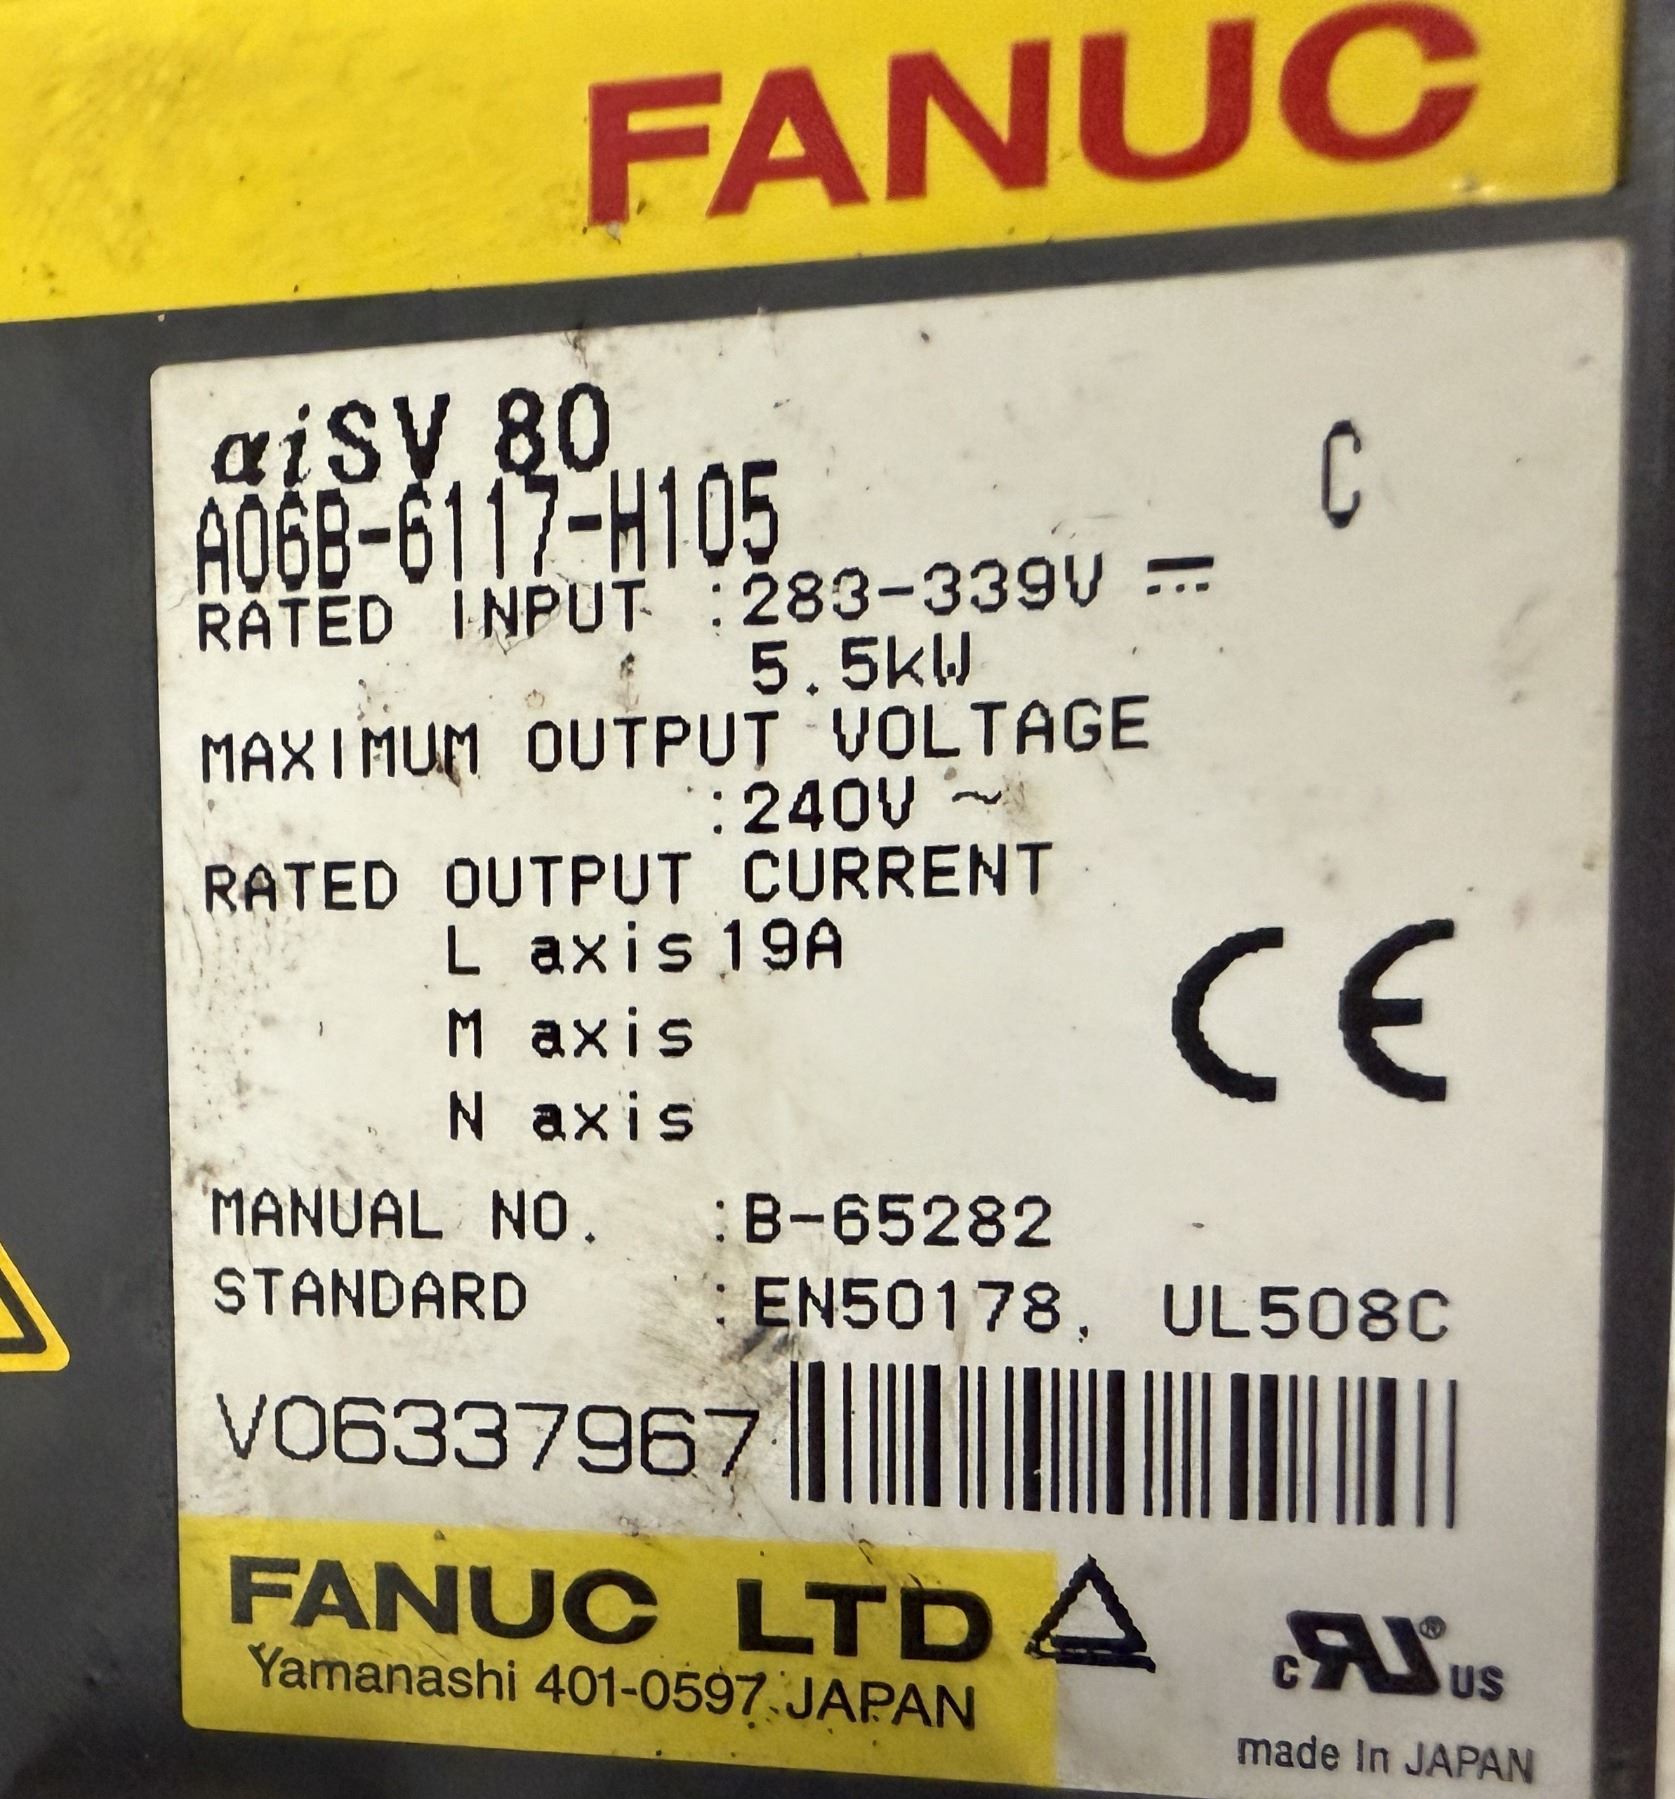 FANUC
αiSV 80
C
A06B-6117-H105
RATED INPUT :283-339V ⎓
5.5kW
MAXIMUM OUTPUT VOLTAGE
:240V ~
RATED OUTPUT CURRENT
L axis 19A
M axis
N axis
CE
MANUAL NO. :B-65282
STANDARD :EN50178, UL508C
V06337967
FANUC LTD
Yamanashi 401-0597 JAPAN
c RU ® US
made In JAPAN